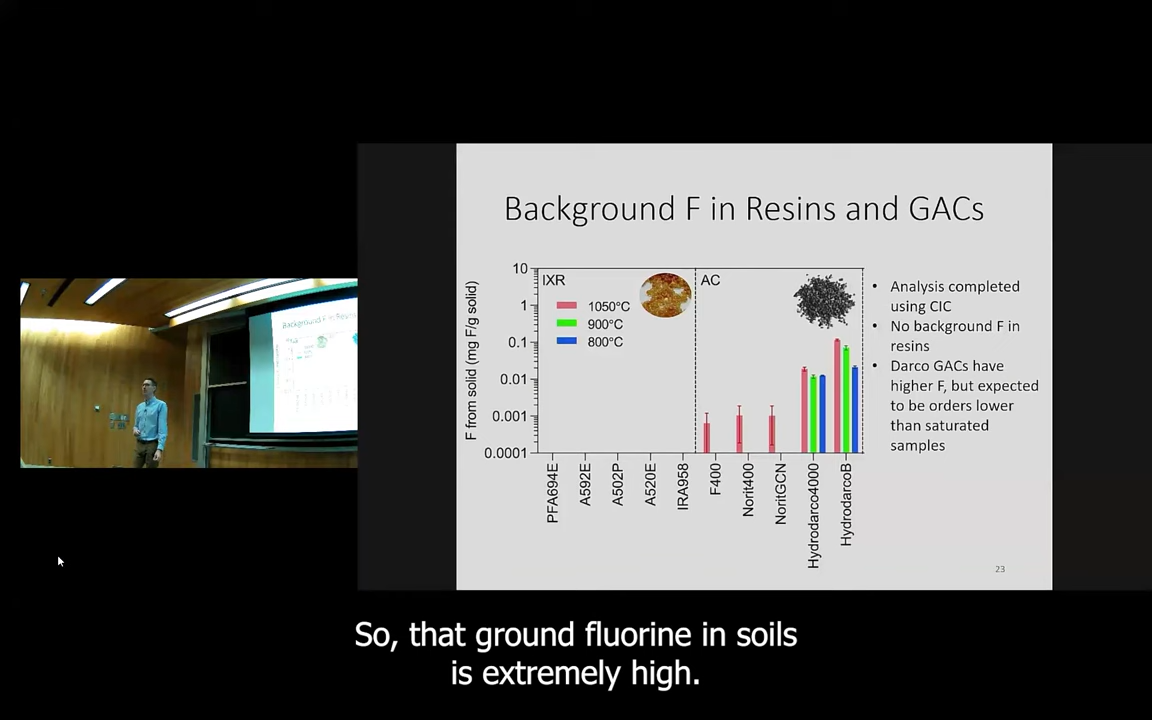 Background F in Resins and GACs
F from solid (mg F/g solid)
10
1
0.1
0.01
0.001
0.0001
IXR
1050°C
900°C
800°C
AC
PFA694E
A592E
A502P
A520E
IRA958
F400
Norit400
NoritGCN
Hydrodarco4000
HydrodarcoB
• Analysis completed
using CIC
• No background F in
resins
• Darco GACs have
higher F, but expected
to be orders lower
than saturated
samples
23
Background F in Resins
So, that ground fluorine in soils
is extremely high.